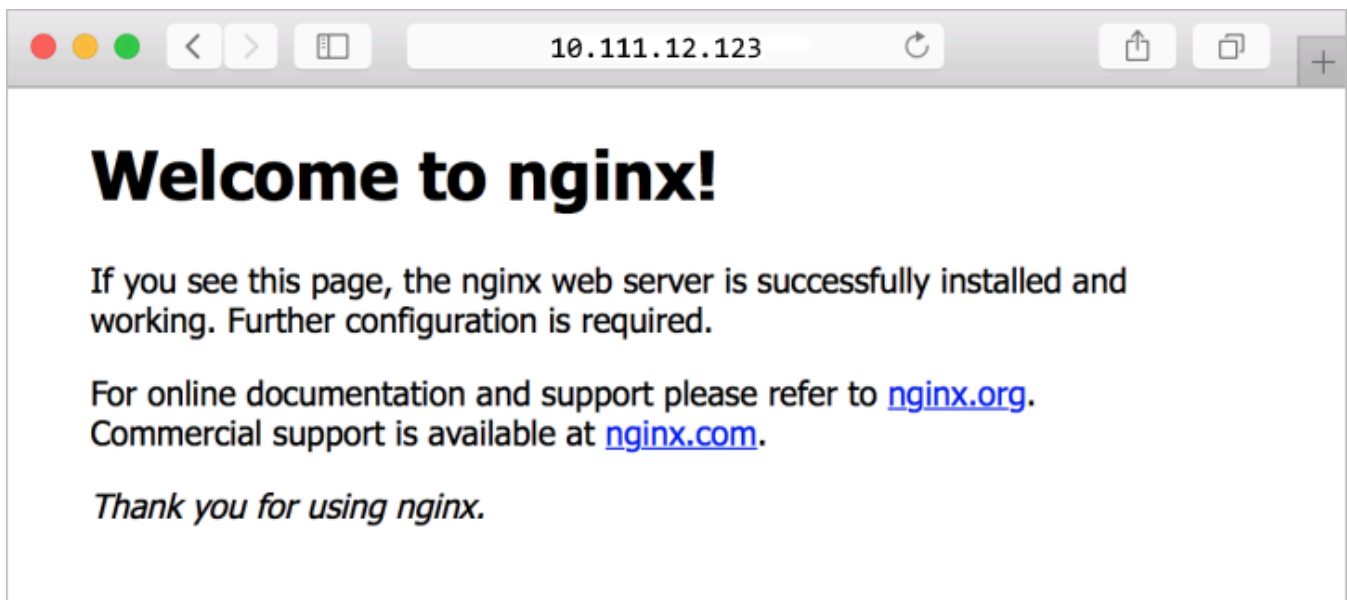 10.111.12.123
Welcome to nginx!
If you see this page, the nginx web server is successfully installed and
working. Further configuration is required.
For online documentation and support please refer to nginx.org.
Commercial support is available at nginx.com.
Thank you for using nginx.